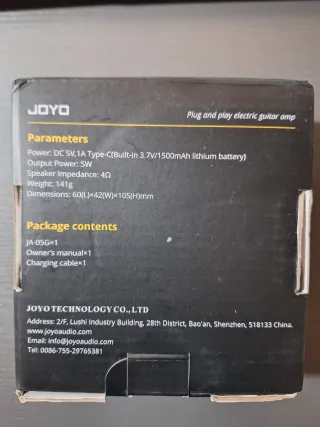 JOYO
Plug and play electric guitar amp
Parameters
Power: DC 5V,1A Type-C(Built-in 3.7V/1500mAh lithium battery)
Output Power: 5W
Speaker Impedance: 4Ω
Weight: 141g
Dimensions: 60(L)×42(W)×105(H)mm
Package contents
JA-05G×1
Owner's manual×1
Charging cable×1
JOYO TECHNOLOGY CO., LTD
Address: 2/F, Lushi Industry Building, 28th District, Bao'an, Shenzhen, 518133 China.
www.joyoaudio.com
Email: info@joyoaudio.com
Tel: 0086-755-29765381